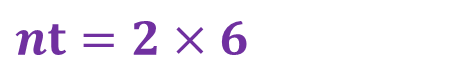 nt = 2 × 6